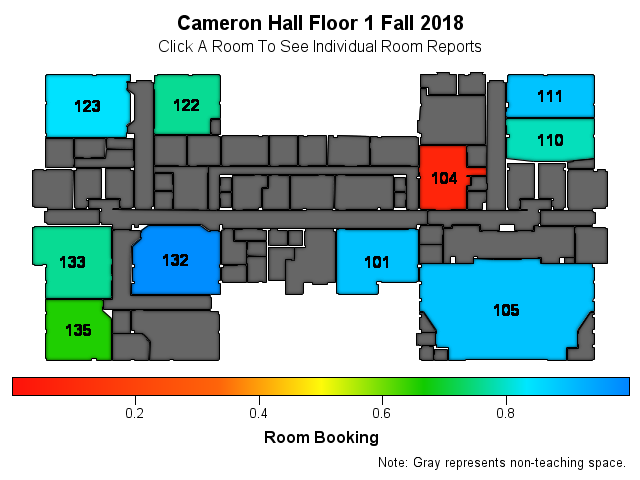 Cameron Hall Floor 1 Fall 2018
Click A Room To See Individual Room Reports
123
122
111
110
104
133
132
101
105
135
0.2 0.4 0.6 0.8
Room Booking
Note: Gray represents non-teaching space.